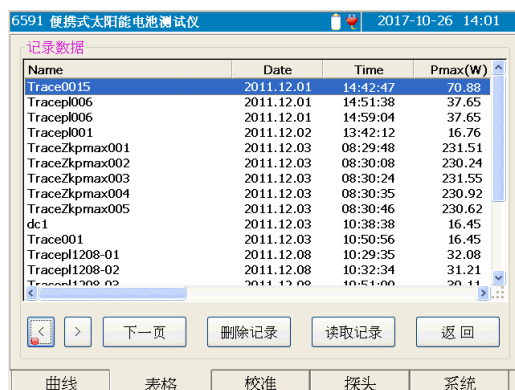 6591 便携式太阳能电池测试仪 2017-10-26 14:01
记录数据
Name Date Time Pmax(W)
Trace0015 2011.12.01 14:42:47 70.88
Tracepl006 2011.12.01 14:51:38 37.65
Tracepl006 2011.12.01 14:59:04 37.65
Tracepl001 2011.12.02 13:42:12 16.76
TraceZkpmax001 2011.12.03 08:29:48 231.51
TraceZkpmax002 2011.12.03 08:30:08 230.24
TraceZkpmax003 2011.12.03 08:30:24 231.55
TraceZkpmax004 2011.12.03 08:30:35 230.92
TraceZkpmax005 2011.12.03 08:30:46 230.62
dc1 2011.12.03 10:38:38 16.45
Trace001 2011.12.03 10:50:56 16.45
Tracepl1208-01 2011.12.08 10:29:35 32.08
Tracepl1208-02 2011.12.08 10:32:34 31.21
Tracepl1208-03 2011.12.08 10:51:00
< > 下一页 删除记录 读取记录 返 回
曲线 表格 校准 探头 系统